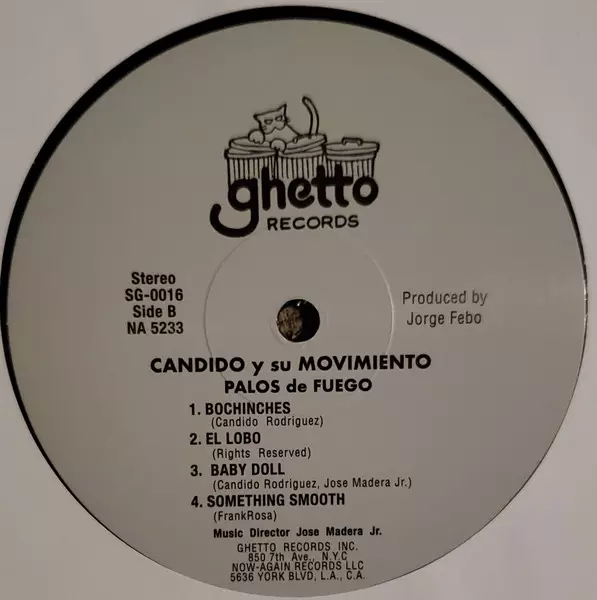 ghetto
RECORDS
Stereo
SG-0016
Side B
NA 5233
Produced by
Jorge Febo
CANDIDO y su MOVIMIENTO
PALOS de FUEGO
1. BOCHINCHES
(Candido Rodriguez)
2. EL LOBO
(Rights Reserved)
3. BABY DOLL
(Candido Rodriguez, Jose Madera Jr.)
4. SOMETHING SMOOTH
(FrankRosa)
Music Director Jose Madera Jr.
GHETTO RECORDS INC.
850 7th Ave., N.Y.C
NOW-AGAIN RECORDS LLC
5636 YORK BLVD, L.A., C.A.